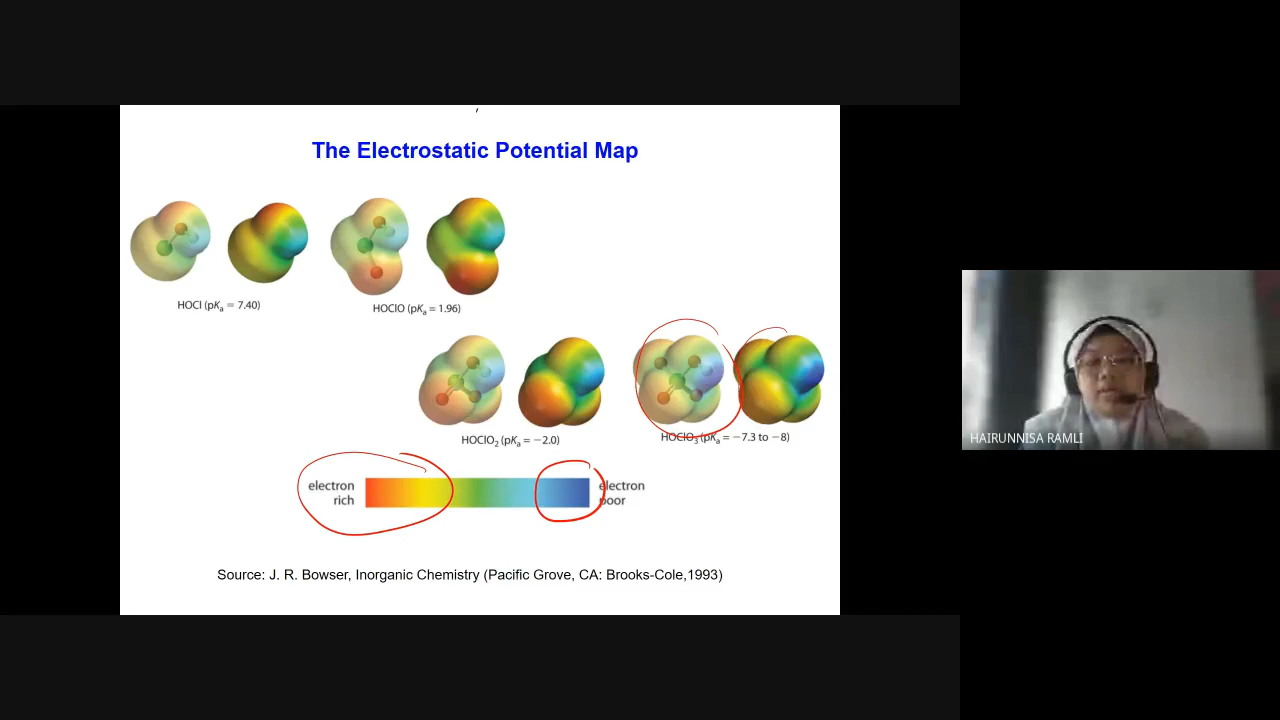 The Electrostatic Potential Map
HOCl (pKa = 7.40)
HOClO (pKa = 1.96)
HOClO2 (pKa = −2.0)
HOClO3 (pKa = −7.3 to −8)
electron
rich
electron
poor
Source: J. R. Bowser, Inorganic Chemistry (Pacific Grove, CA: Brooks-Cole,1993)
HAIRUNNISA RAMLI